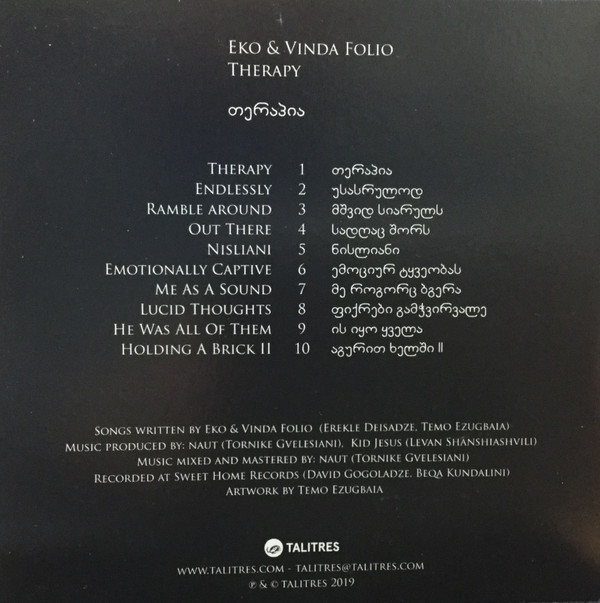 Eko & Vinda Folio
Therapy
თერაპია
Therapy 1 თერაპია
Endlessly 2 უსასრულოდ
Ramble around 3 მშვიდ სიარულს
Out There 4 სადღაც შორს
Nisliani 5 ნისლიანი
Emotionally Captive 6 ემოციურ ტყვეობას
Me As A Sound 7 მე როგორც ბგერა
Lucid Thoughts 8 ფიქრები გამჭვირვალე
He Was All Of Them 9 ის იყო ყველა
Holding A Brick II 10 აგურით ხელში II
Songs written by Eko & Vinda Folio (Erekle Deisadze, Temo Ezugbaia)
Music produced by: naut (Tornike Gvelesiani), Kid Jesus (Levan Shanshiashvili)
Music mixed and mastered by: naut (Tornike Gvelesiani)
Recorded at Sweet Home Records (David Gogoladze, Beqa Kundalini)
Artwork by Temo Ezugbaia
TALITRES
www.talitres.com - talitres@talitres.com
℗ & © Talitres 2019